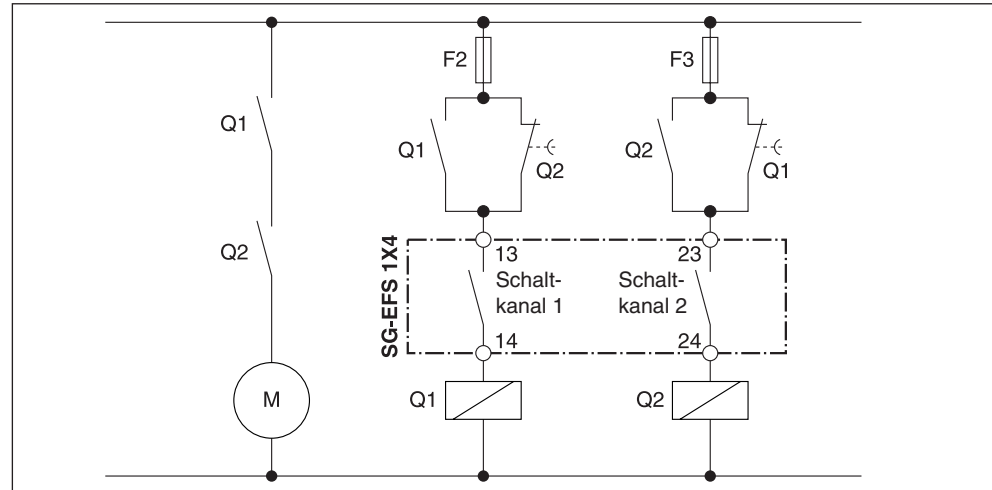 F2
F3
Q1
Q1
Q2
Q2
Q1
Q2
SG-EFS 1X4
13
Schalt-
kanal 1
14
23
Schalt-
kanal 2
24
M
Q1
Q2